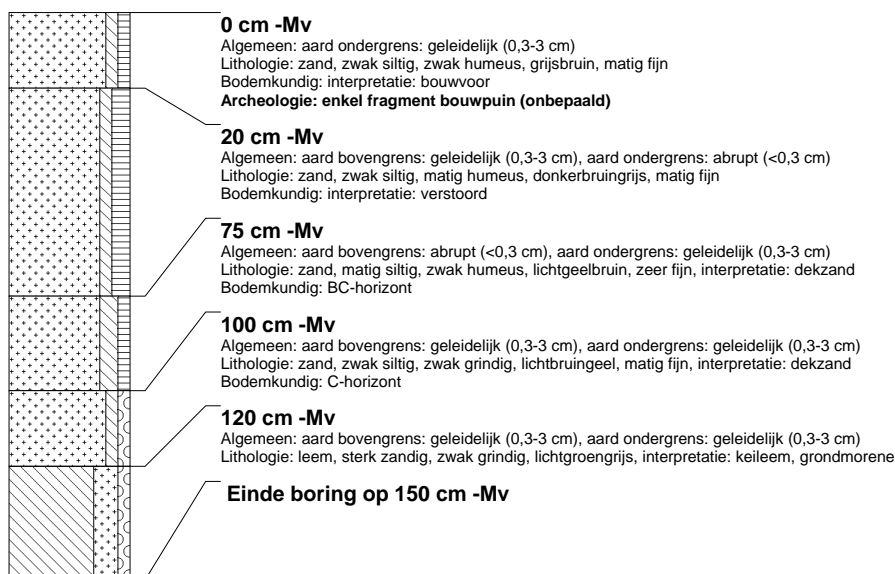 0 cm -Mv
Algemeen: aard ondergrens: geleidelijk (0,3-3 cm)
Lithologie: zand, zwak siltig, zwak humeus, grijsbruin, matig fijn
Bodemkundig: interpretatie: bouwvoor
Archeologie: enkel fragment bouwpuin (onbepaald)
20 cm -Mv
Algemeen: aard bovengrens: geleidelijk (0,3-3 cm), aard ondergrens: abrupt (<0,3 cm)
Lithologie: zand, zwak siltig, matig humeus, donkerbruingrijs, matig fijn
Bodemkundig: interpretatie: verstoord
75 cm -Mv
Algemeen: aard bovengrens: abrupt (<0,3 cm), aard ondergrens: geleidelijk (0,3-3 cm)
Lithologie: zand, matig siltig, zwak humeus, lichtgeelbruin, zeer fijn, interpretatie: dekzand
Bodemkundig: BC-horizont
100 cm -Mv
Algemeen: aard bovengrens: geleidelijk (0,3-3 cm), aard ondergrens: geleidelijk (0,3-3 cm)
Lithologie: zand, zwak siltig, zwak grindig, lichtbruingeel, matig fijn, interpretatie: dekzand
Bodemkundig: C-horizont
120 cm -Mv
Algemeen: aard bovengrens: geleidelijk (0,3-3 cm), aard ondergrens: geleidelijk (0,3-3 cm)
Lithologie: leem, sterk zandig, zwak grindig, lichtgroengrijs, interpretatie: keileem, grondmorene
Einde boring op 150 cm -Mv